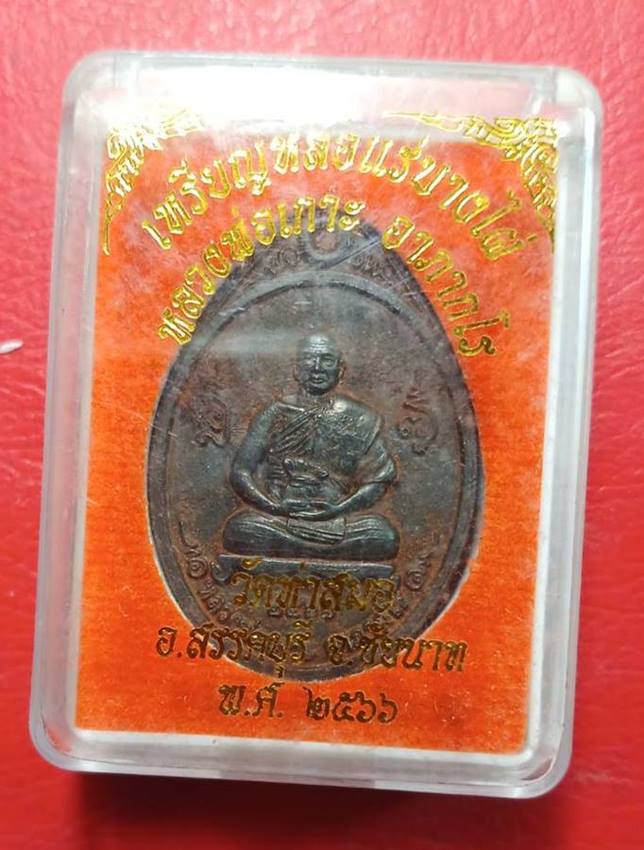 เหรียญหล่อแร่บางไผ่
หลวงพ่อเกาะ อาภากโร
วัดท่าสมอ
อ.สรรคบุรี จ.ชัยนาท
พ.ศ. ๒๕๖๖